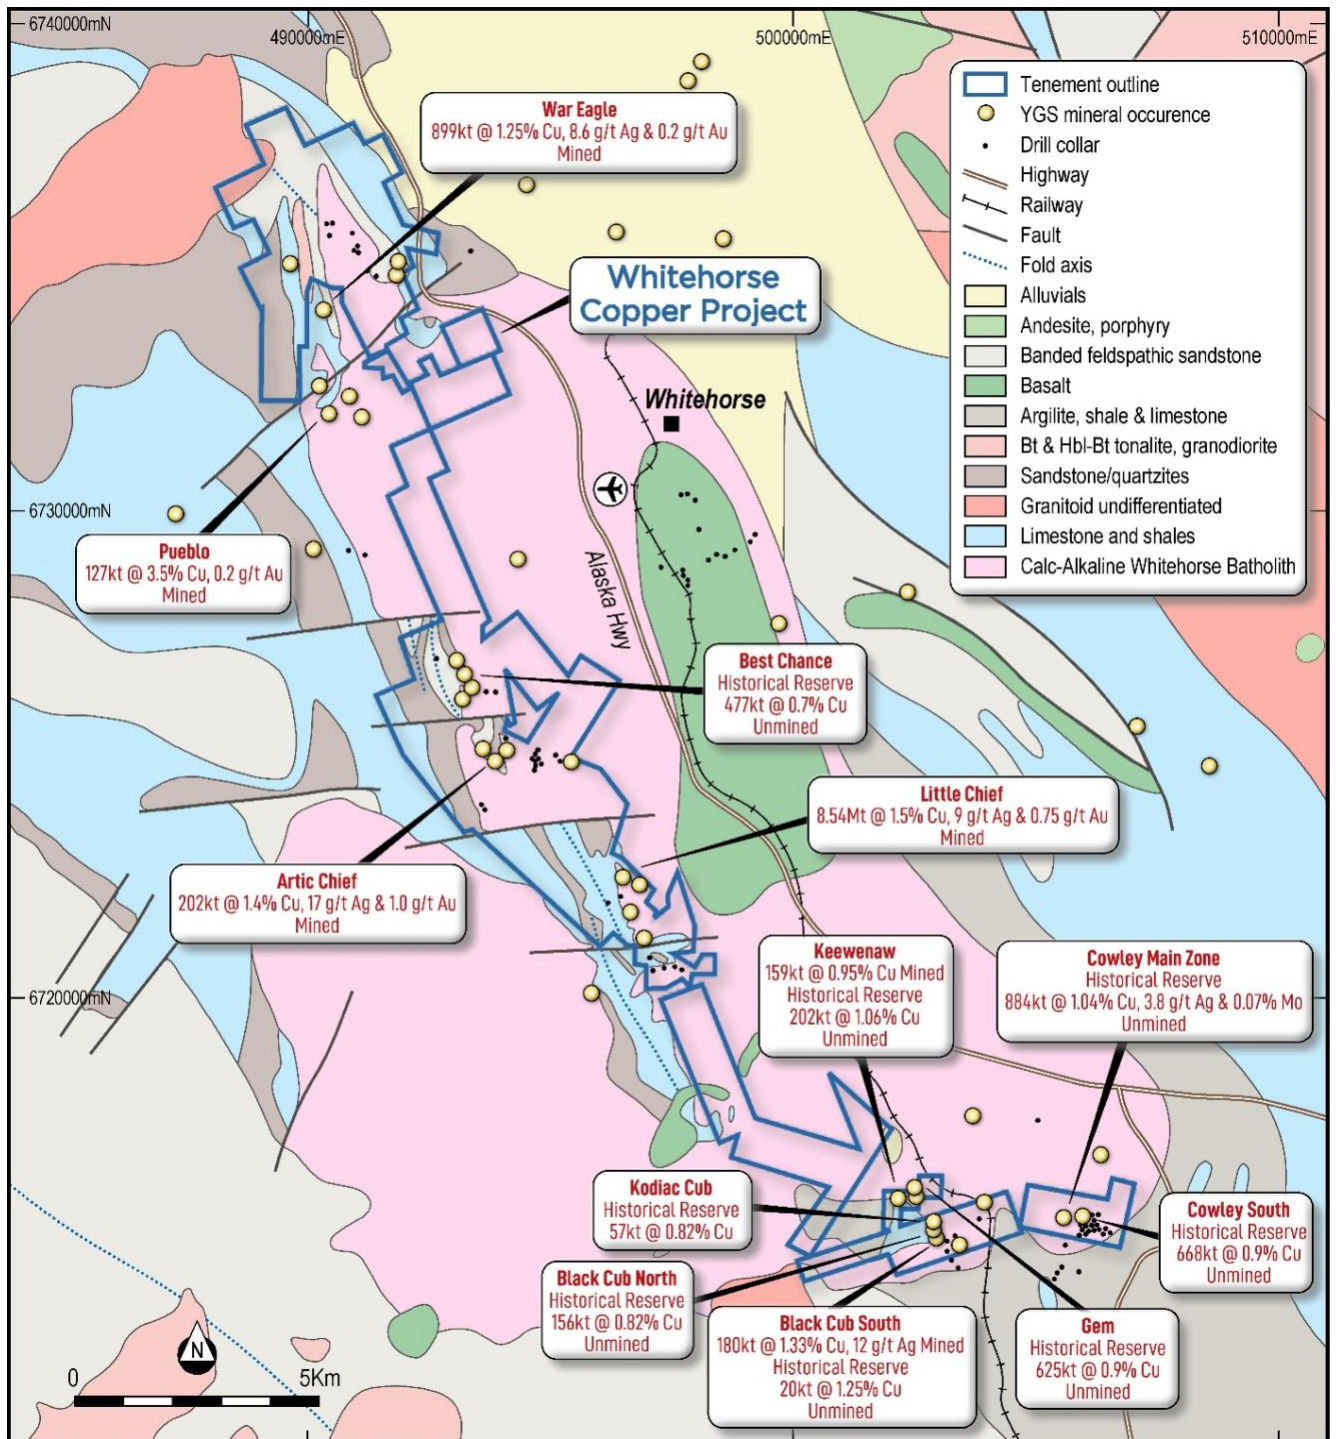 6740000mN
490000mE
500000mE
510000mE
Tenement outline
YGS mineral occurence
Drill collar
Highway
Railway
Fault
Fold axis
Alluvials
Andesite, porphyry
Banded feldspathic sandstone
Basalt
Argilite, shale & limestone
Bt & Hbl-Bt tonalite, granodiorite
Sandstone/quartzites
Granitoid undifferentiated
Limestone and shales
Calc-Alkaline Whitehorse Batholith
War Eagle
899kt @ 1.25% Cu, 8.6 g/t Ag & 0.2 g/t Au
Mined
Whitehorse
Copper Project
Whitehorse
6730000mN
Pueblo
127kt @ 3.5% Cu, 0.2 g/t Au
Mined
Alaska Hwy
Best Chance
Historical Reserve
477kt @ 0.7% Cu
Unmined
Little Chief
8.54Mt @ 1.5% Cu, 9 g/t Ag & 0.75 g/t Au
Mined
Artic Chief
202kt @ 1.4% Cu, 17 g/t Ag & 1.0 g/t Au
Mined
6720000mN
Keewenaw
159kt @ 0.95% Cu Mined
Historical Reserve
202kt @ 1.06% Cu
Unmined
Cowley Main Zone
Historical Reserve
884kt @ 1.04% Cu, 3.8 g/t Ag & 0.07% Mo
Unmined
Kodiac Cub
Historical Reserve
57kt @ 0.82% Cu
Cowley South
Historical Reserve
668kt @ 0.9% Cu
Unmined
Black Cub North
Historical Reserve
156kt @ 0.82% Cu
Unmined
Black Cub South
180kt @ 1.33% Cu, 12 g/t Ag Mined
Historical Reserve
20kt @ 1.25% Cu
Unmined
Gem
Historical Reserve
625kt @ 0.9% Cu
Unmined
N
0
5Km